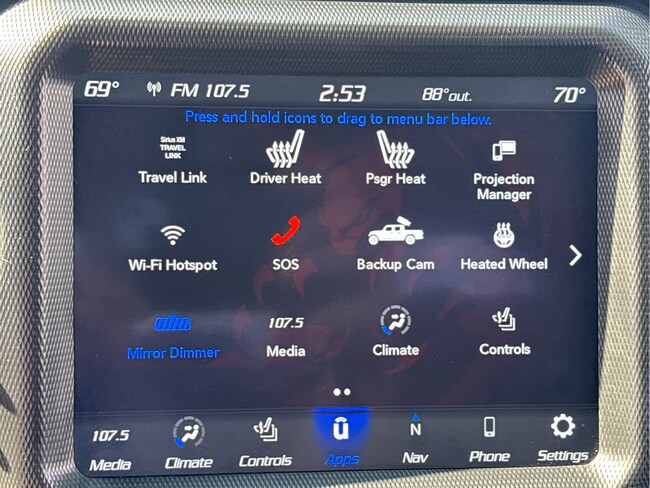 69° FM 107.5 2:53 88°out. 70°
Press and hold icons to drag to menu bar below.
Sirius XM
TRAVEL
LINK
Travel Link Driver Heat Psgr Heat Projection
Manager
Wi-Fi Hotspot SOS Backup Cam Heated Wheel
107.5
Mirror Dimmer Media Climate Controls
107.5 N
Media Climate Controls Apps Nav Phone Settings